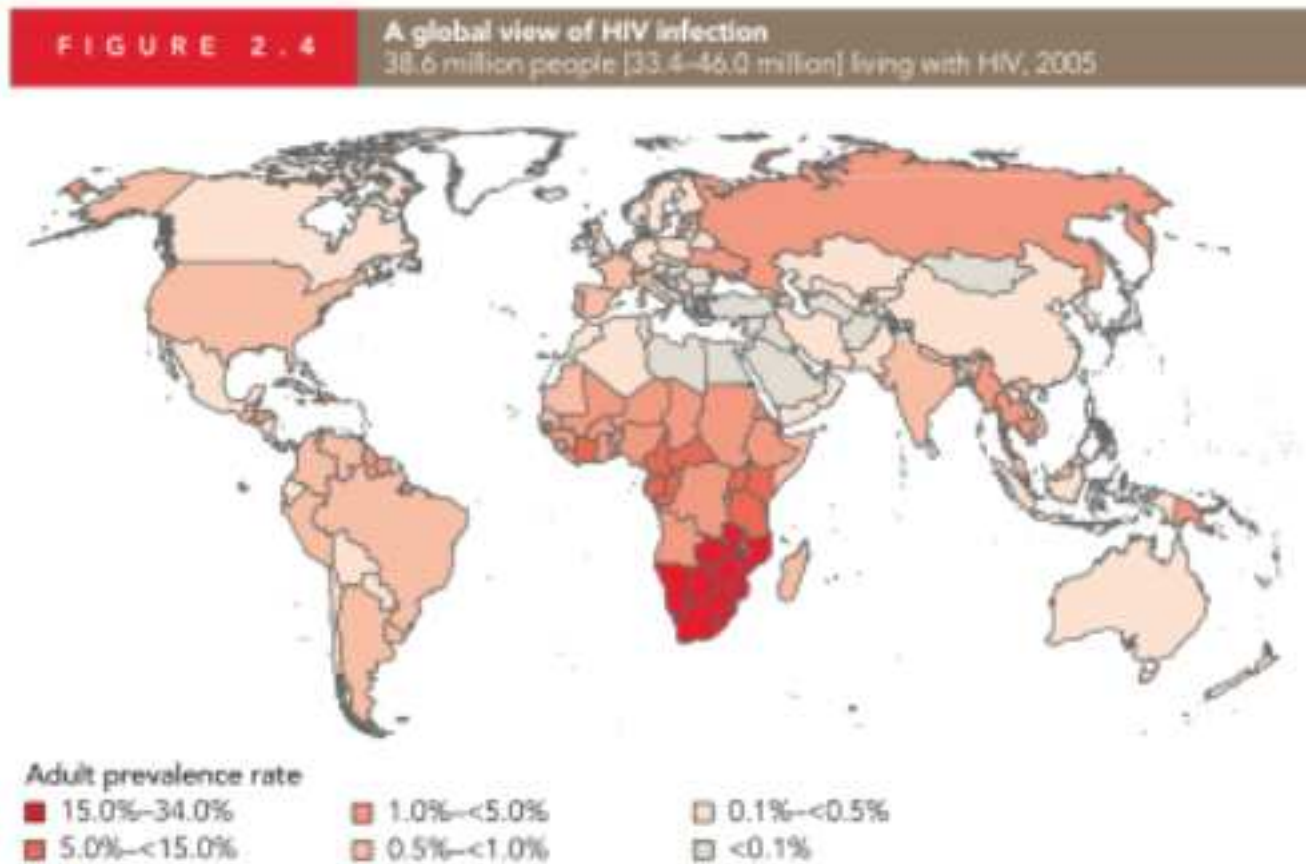 FIGURE 2.4
A global view of HIV infection
38.6 million people [33.4–46.0 million] living with HIV, 2005
Adult prevalence rate
15.0%–34.0%
5.0%–<15.0%
1.0%–<5.0%
0.5%–<1.0%
0.1%–<0.5%
<0.1%